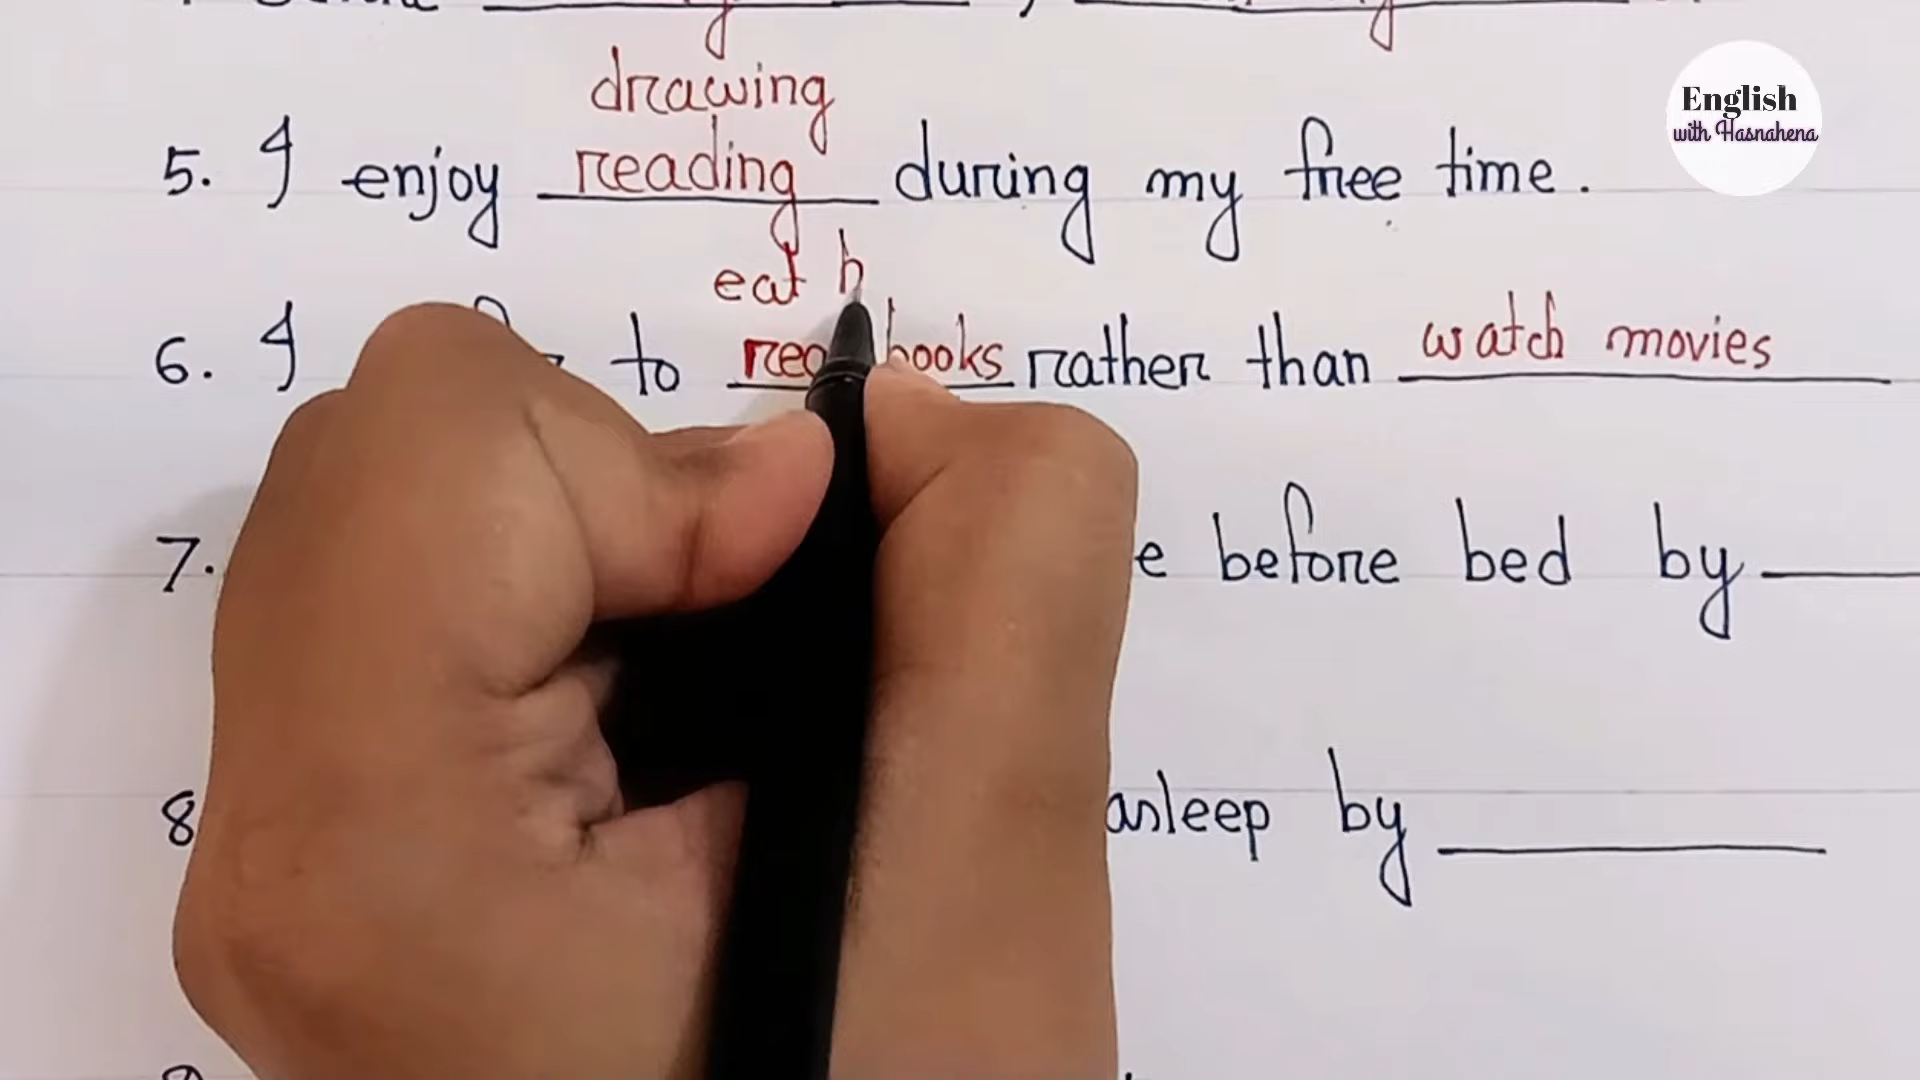 English
with Hasnahena
drawing
5. I enjoy reading during my free time.
eat
6. I to books rather than watch movies
7. before bed by
8 asleep by